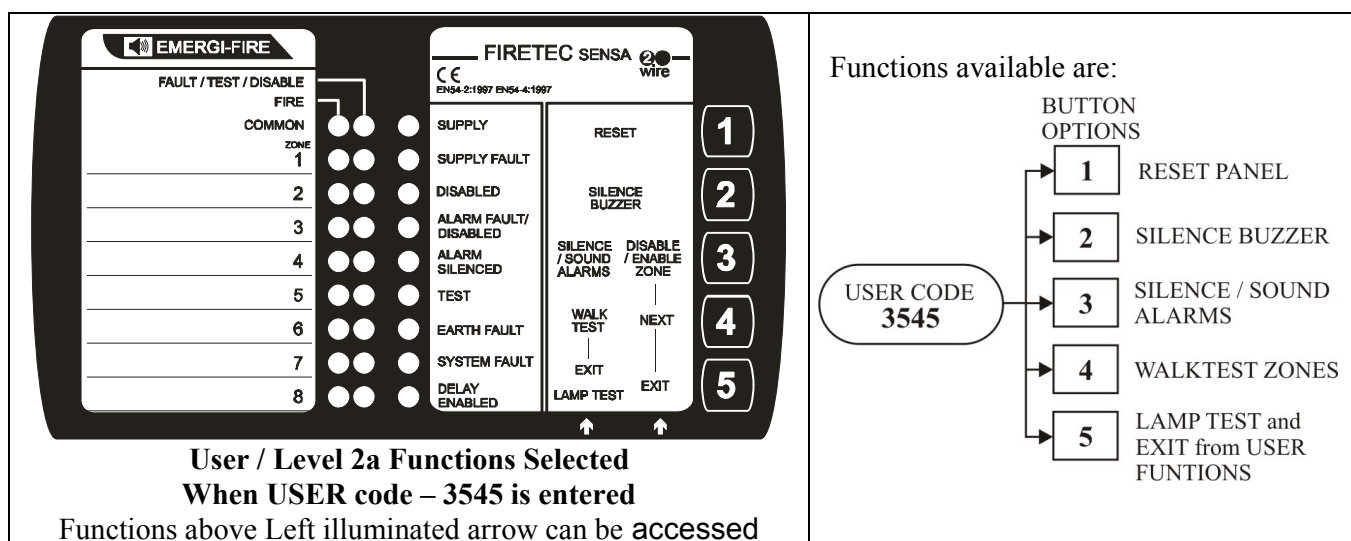 EMERGI-FIRE
FAULT / TEST / DISABLE
FIRE
COMMON
ZONE
1
2
3
4
5
6
7
8
FIRETEC SENSA 2 wire
CE
EN54-2:1997 EN54-4:1997
SUPPLY
SUPPLY FAULT
DISABLED
ALARM FAULT/
DISABLED
ALARM
SILENCED
TEST
EARTH FAULT
SYSTEM FAULT
DELAY
ENABLED
RESET
SILENCE
BUZZER
SILENCE
/ SOUND
ALARMS
DISABLE
/ ENABLE
ZONE
WALK
TEST
NEXT
EXIT
EXIT
LAMP TEST
1
2
3
4
5
User / Level 2a Functions Selected
When USER code – 3545 is entered
Functions above Left illuminated arrow can be accessed
Functions available are:
BUTTON
OPTIONS
USER CODE
3545
1 RESET PANEL
2 SILENCE BUZZER
3 SILENCE / SOUND
ALARMS
4 WALKTEST ZONES
5 LAMP TEST and
EXIT from USER
FUNTIONS